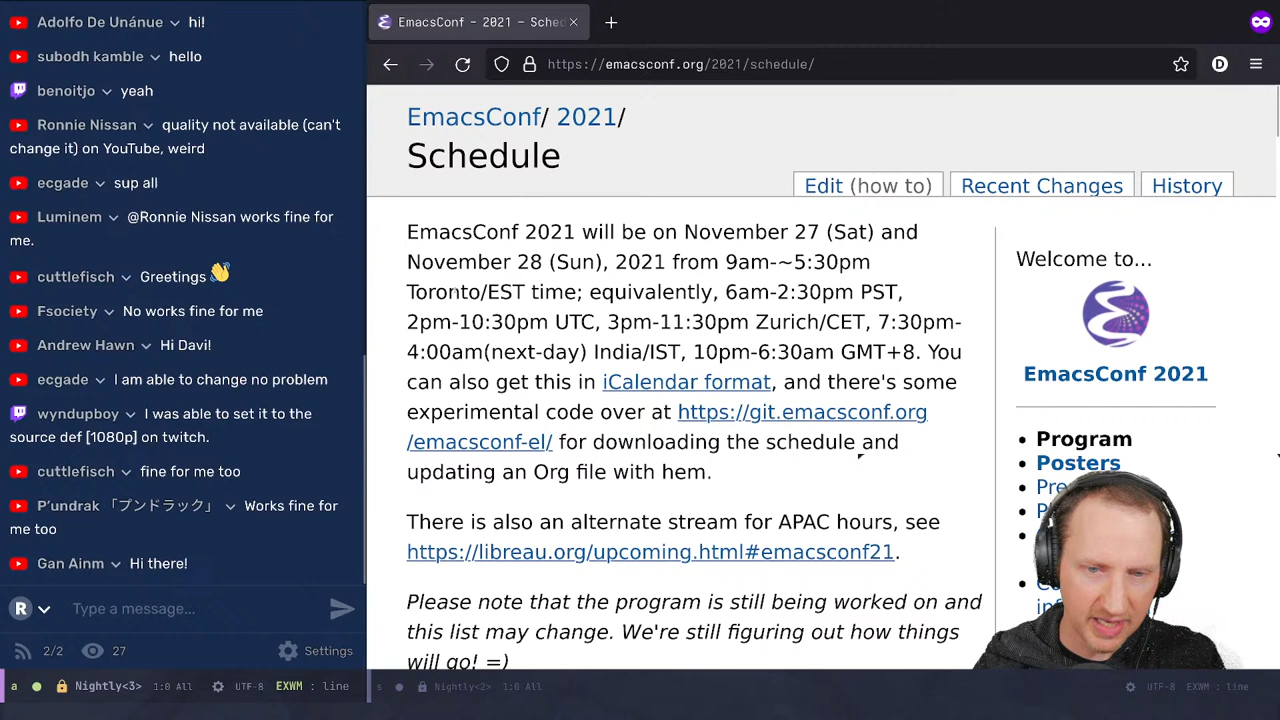 Adolfo De Unánue hi!
subodh kamble hello
benoitjo yeah
Ronnie Nissan quality not available (can't
change it) on YouTube, weird
ecgade sup all
Luminem @Ronnie Nissan works fine for
me.
cuttlefisch Greetings 👋
Fsociety No works fine for me
Andrew Hawn Hi Davi!
ecgade I am able to change no problem
wyndupboy I was able to set it to the
source def [1080p] on twitch.
cuttlefisch fine for me too
P'undrak 「プンドラック」 Works fine for
me too
Gan Ainm Hi there!
R Type a message...
2/2 27 Settings
a Nightly<3> 1:0 All UTF-8 EXWM : line
EmacsConf - 2021 - Sched
https://emacsconf.org/2021/schedule/
D
EmacsConf/ 2021/
Schedule
Edit (how to) Recent Changes History
EmacsConf 2021 will be on November 27 (Sat) and
November 28 (Sun), 2021 from 9am-~5:30pm
Toronto/EST time; equivalently, 6am-2:30pm PST,
2pm-10:30pm UTC, 3pm-11:30pm Zurich/CET, 7:30pm-
4:00am(next-day) India/IST, 10pm-6:30am GMT+8. You
can also get this in iCalendar format, and there's some
experimental code over at https://git.emacsconf.org
/emacsconf-el/ for downloading the schedule and
updating an Org file with hem.
There is also an alternate stream for APAC hours, see
https://libreau.org/upcoming.html#emacsconf21.
Please note that the program is still being worked on and
this list may change. We're still figuring out how things
will go! =)
Welcome to...
EmacsConf 2021
Program
Posters
s Nightly<2> 1:0 All UTF-8 EXWM : line